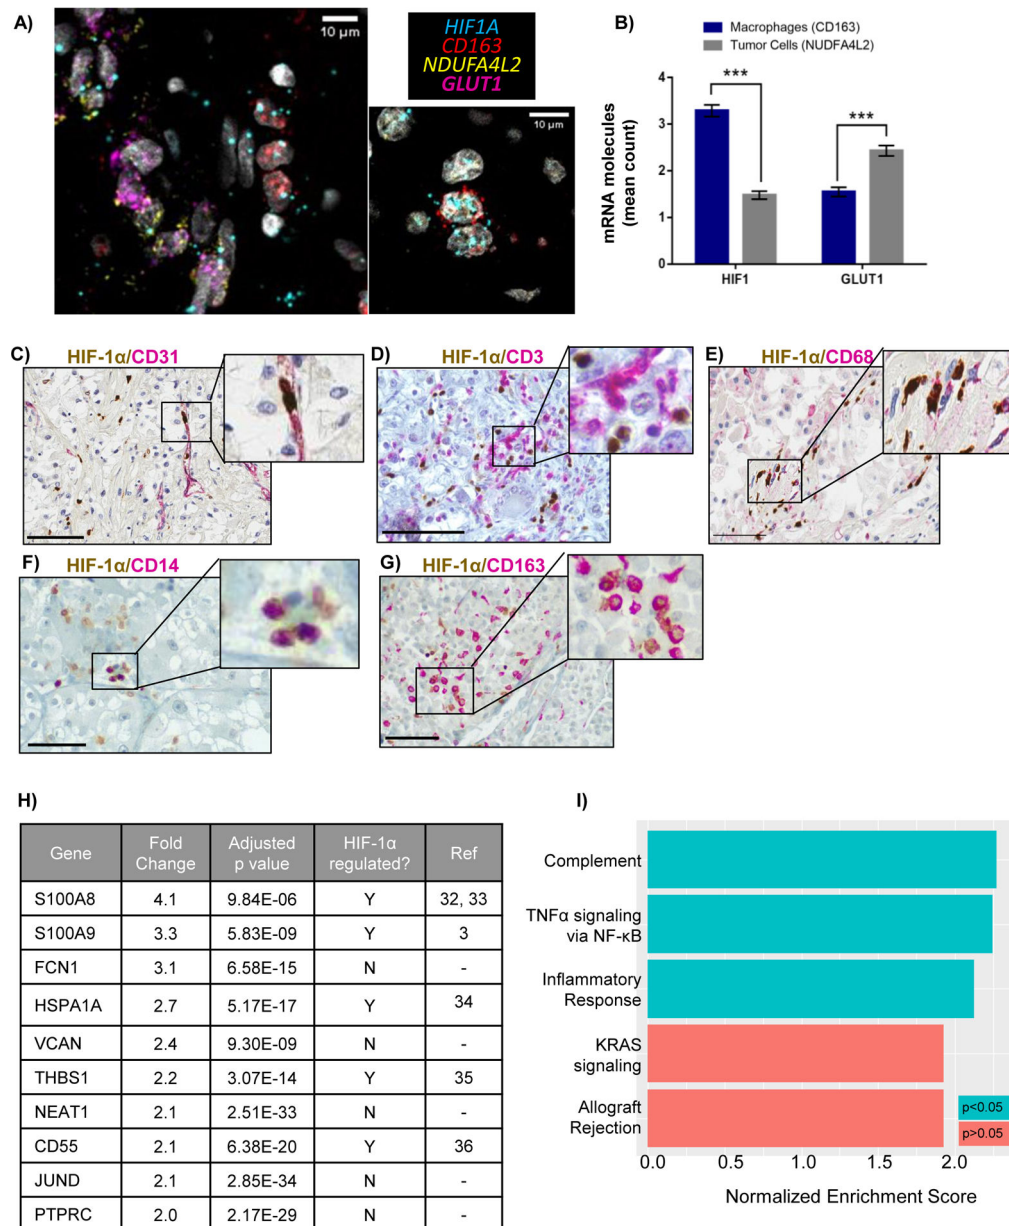 A)
10 µm
HIF1A
CD163
NDUFA4L2
GLUT1
10 µm
B)
Macrophages (CD163)
Tumor Cells (NUDFA4L2)
mRNA molecules
(mean count)
4
3
2
1
0
***
***
HIF1
GLUT1
C)
HIF-1α/CD31
D)
HIF-1α/CD3
E)
HIF-1α/CD68
F)
HIF-1α/CD14
G)
HIF-1α/CD163
H)
Gene Fold Change Adjusted p value HIF-1α regulated? Ref
S100A8 4.1 9.84E-06 Y 32, 33
S100A9 3.3 5.83E-09 Y 3
FCN1 3.1 6.58E-15 N -
HSPA1A 2.7 5.17E-17 Y 34
VCAN 2.4 9.30E-09 N -
THBS1 2.2 3.07E-14 Y 35
NEAT1 2.1 2.51E-33 N -
CD55 2.1 6.38E-20 Y 36
JUND 2.1 2.85E-34 N -
PTPRC 2.0 2.17E-29 N -
I)
Complement
TNFα signaling
via NF-κB
Inflammatory
Response
KRAS
signaling
Allograft
Rejection
p<0.05
p>0.05
0.0 1.0 1.5 2.0
Normalized Enrichment Score